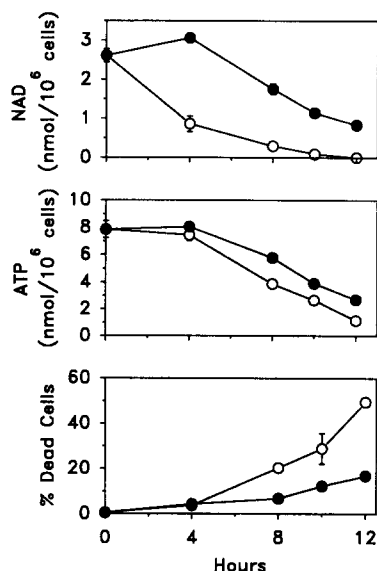 NAD
(nmol/10⁶ cells)
4
3
2
1
0
ATP
(nmol/10⁶ cells)
10
8
6
4
2
0
% Dead Cells
60
40
20
0
0 4 8 12
Hours